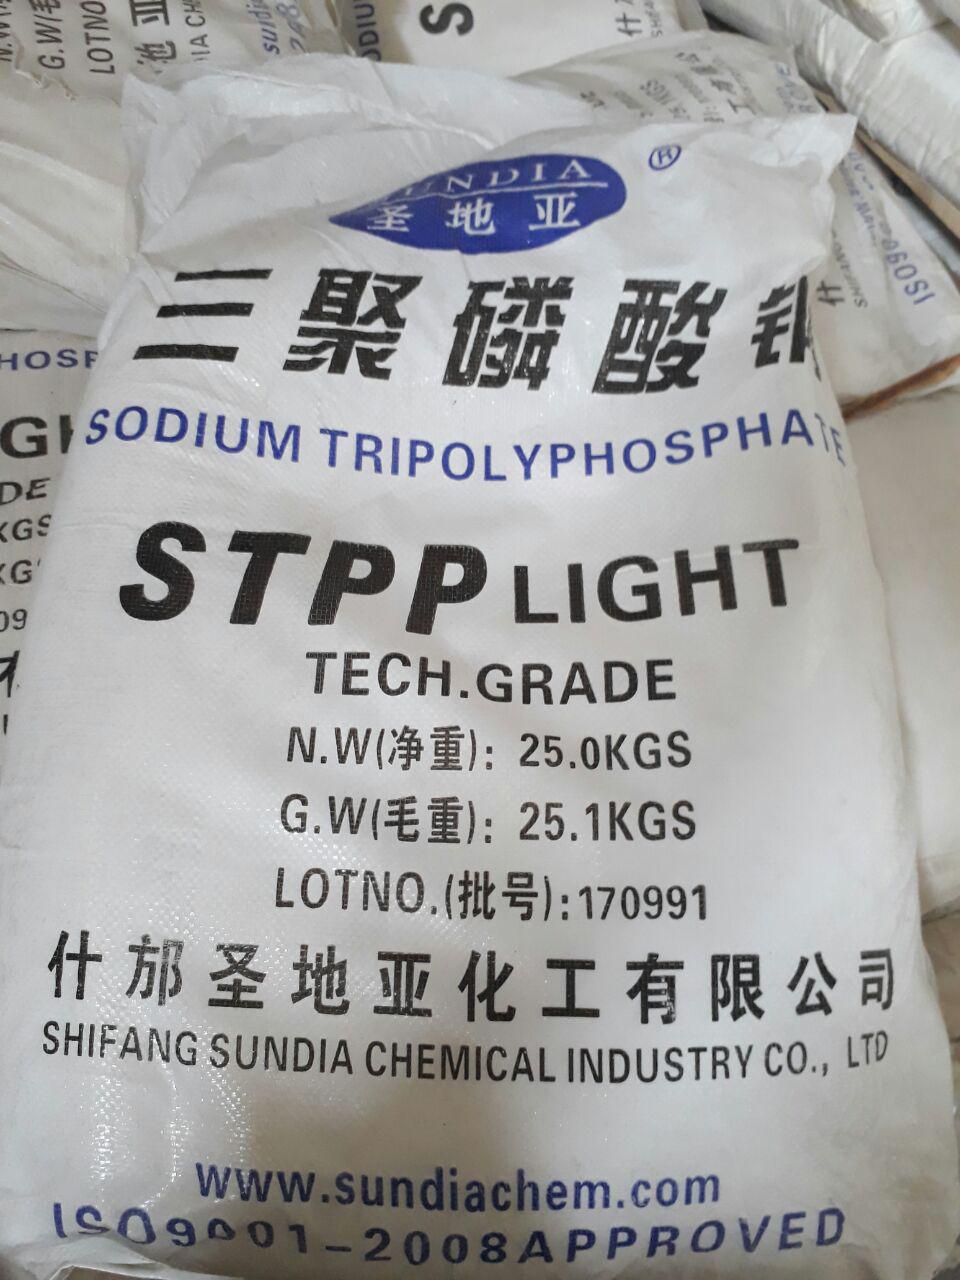 SUNDIA
圣地亚
®
三聚磷酸钠
SODIUM TRIPOLYPHOSPHATE
STPP LIGHT
TECH.GRADE
N.W(净重): 25.0KGS
G.W(毛重): 25.1KGS
LOTNO.(批号):170991
什邡圣地亚化工有限公司
SHIFANG SUNDIA CHEMICAL INDUSTRY CO., LTD
www.sundiachem.com
ISO9001-2008APPROVED